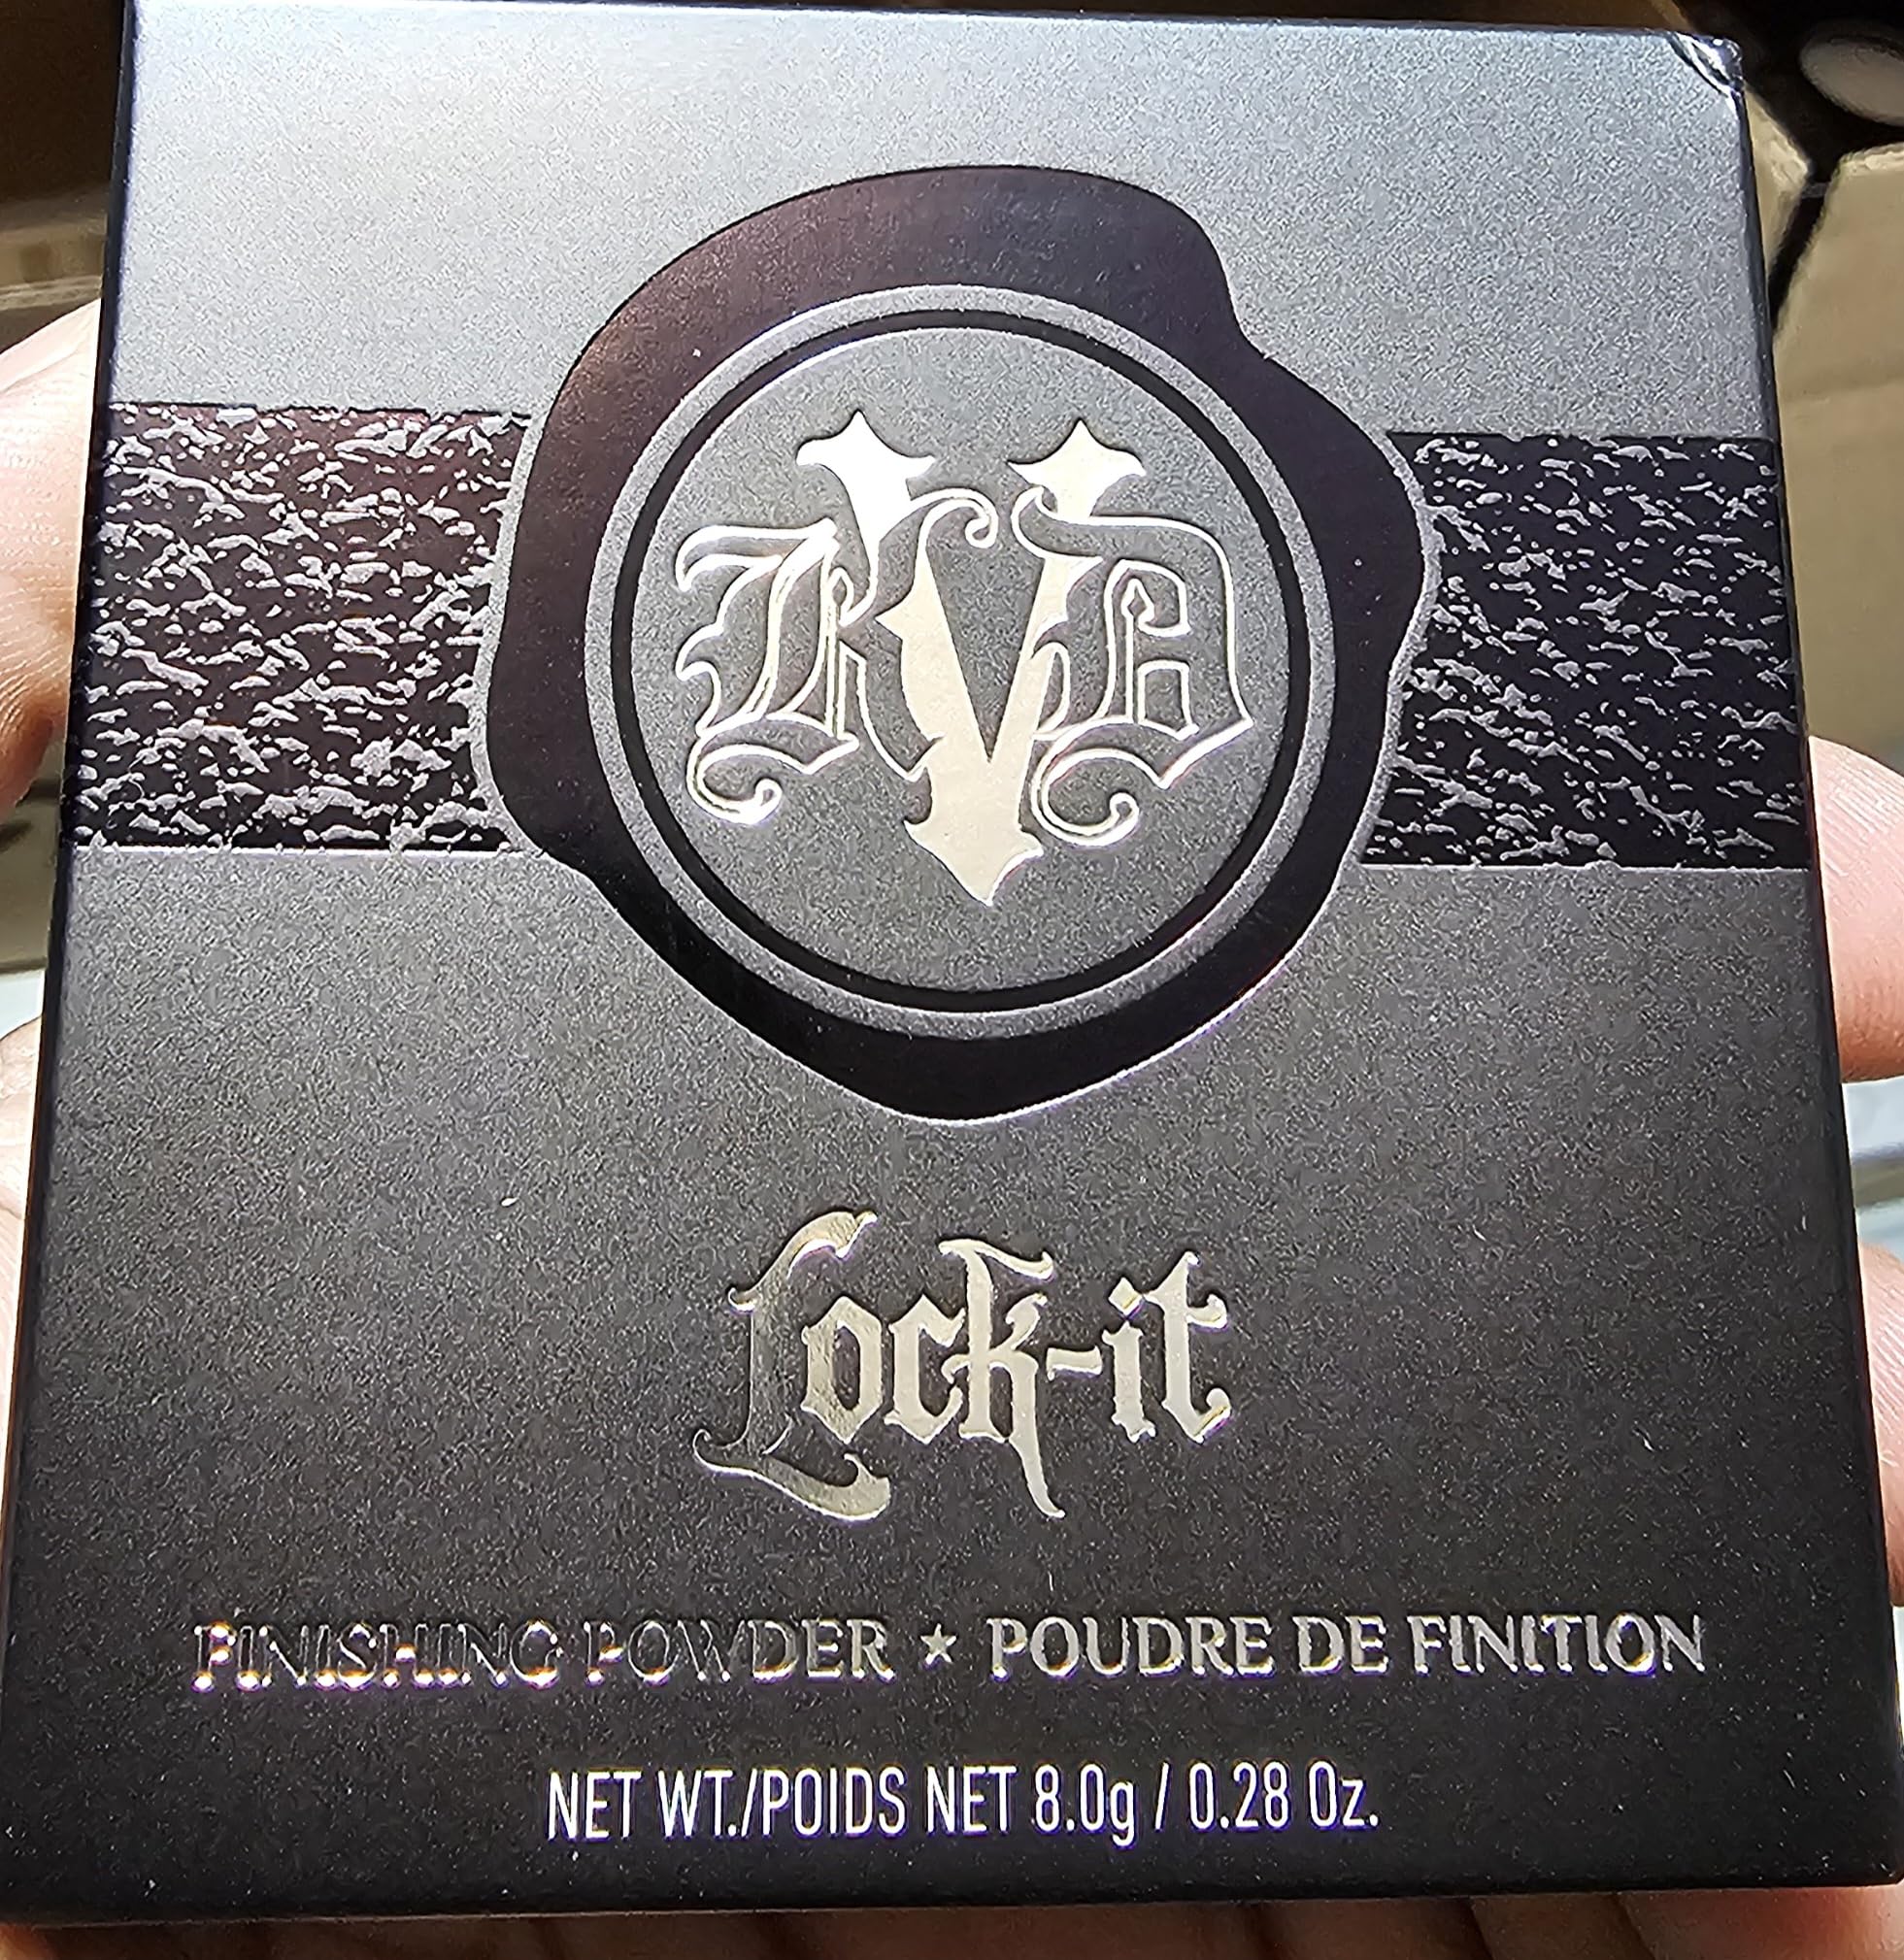 KVD
Lock-it
FINISHING POWDER ★ POUDRE DE FINITION
NET WT./POIDS NET 8.0g / 0.28 Oz.